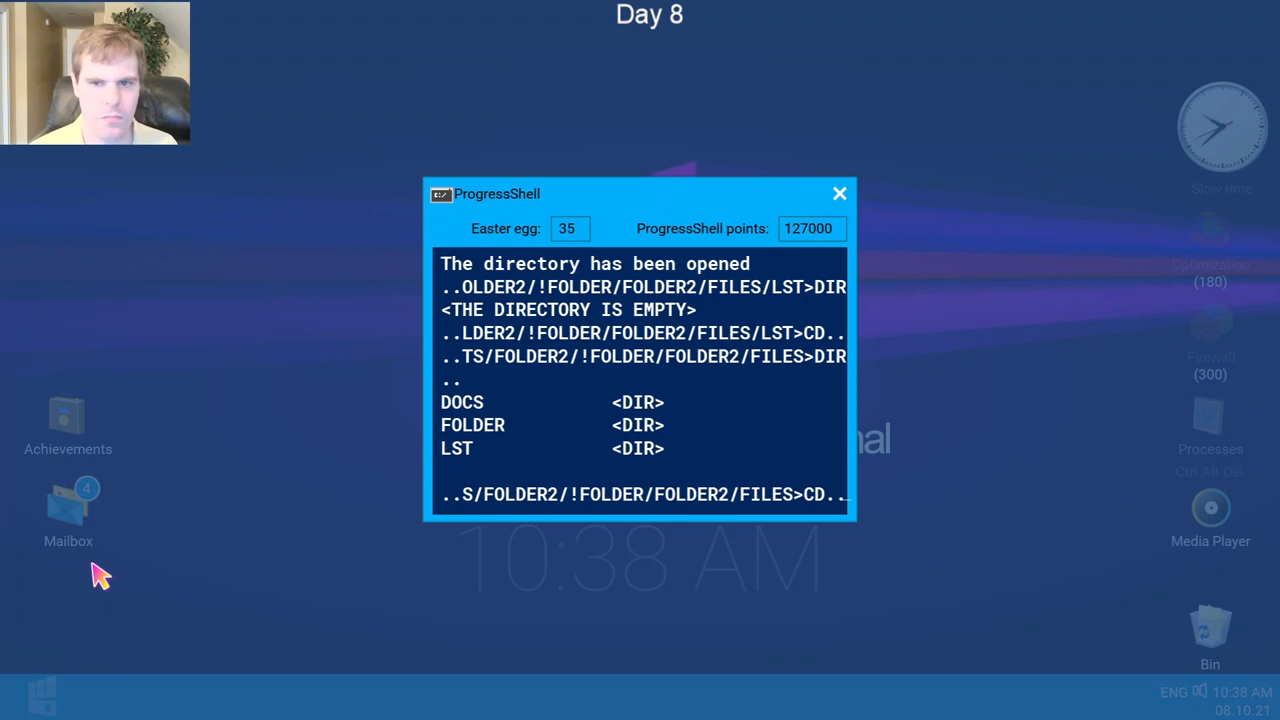 Day 8
ProgressShell
Easter egg: 35 ProgressShell points: 127000
The directory has been opened
..OLDER2/!FOLDER/FOLDER2/FILES/LST>DIR
<THE DIRECTORY IS EMPTY>
..LDER2/!FOLDER/FOLDER2/FILES/LST>CD..
..TS/FOLDER2/!FOLDER/FOLDER2/FILES>DIR
..
DOCS <DIR>
FOLDER <DIR>
LST <DIR>
..S/FOLDER2/!FOLDER/FOLDER2/FILES>CD.._
Slow time
Optimization
(180)
Firewall
(300)
Achievements
Processes
Ctrl Alt Del
4
Mailbox
Media Player
nal
10:38 AM
Bin
ENG 10:38 AM
08.10.21